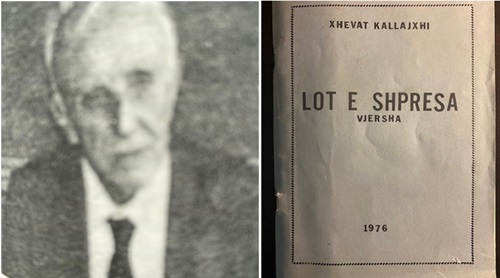 XHEVAT KALLAJXHI
LOT E SHPRESA
VJERSHA
1976